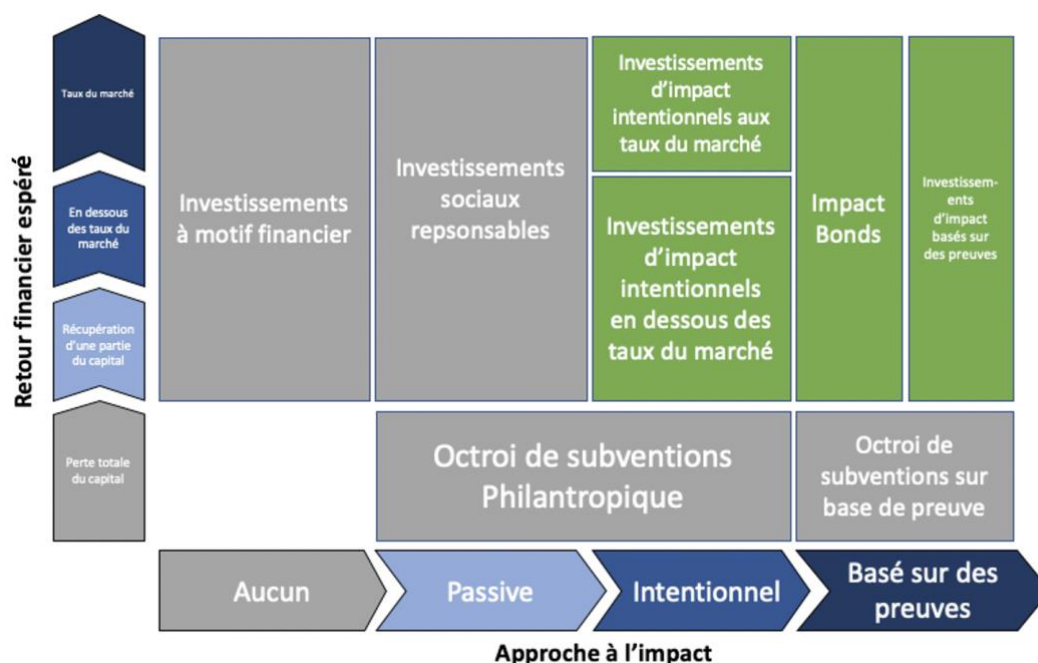 Retour financier espéré
Taux du marché
En dessous
des taux du
marché
Récupération
d'une partie
du capital
Perte totale
du capital
Investissements
à motif financier
Investissements
sociaux
repsonsables
Investissements
d'impact
intentionnels aux
taux du marché
Investissements
d'impact
intentionnels
en dessous des
taux du marché
Impact
Bonds
Investissem-
ents
d'impact
basés sur
des preuves
Octroi de subventions
Philantropique
Octroi de
subventions sur
base de preuve
Aucun
Passive
Intentionnel
Basé sur des
preuves
Approche à l'impact